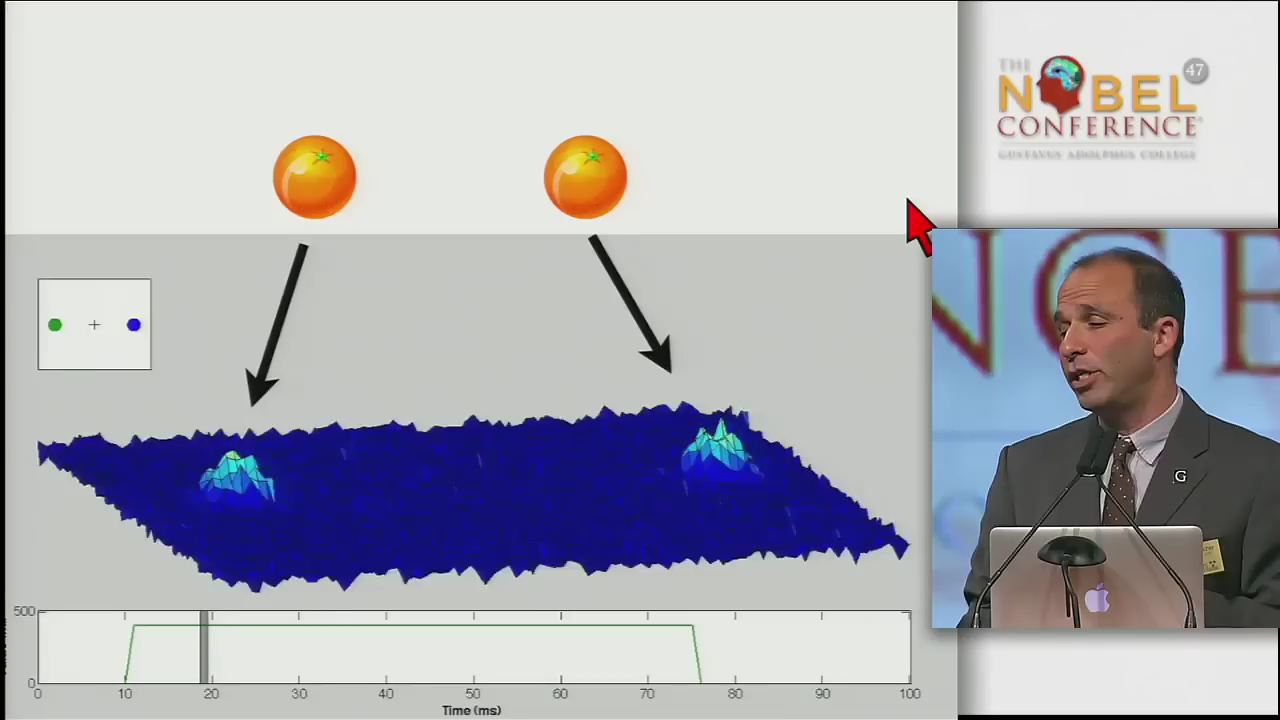 THE
NOBEL
47
CONFERENCE
GUSTAVUS ADOLPHUS COLLEGE
NCE
G
500
0
0 10 20 30 40 50 60 70 80 90 100
Time (ms)